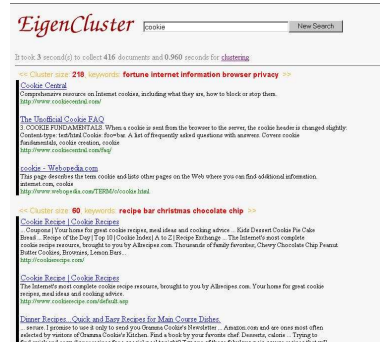 EigenCluster cookie New Search
It took 3 second(s) to collect 416 documents and 0.960 seconds for clustering
<< Cluster size 218, keywords: fortune internet information browser privacy >>
Cookie Central
Comprehensive resource on Internet cookies, including what they are, how to block or stop them.
http://www.cookiecentral.com/
The Unofficial Cookie FAQ
3. COOKIE FUNDAMENTALS. When a cookie is sent from the browser to the server, the cookie header is changed slightly:
Content-type: text/html Cookie: foo=bar. A list of frequently asked questions with answers. Covers cookie
fundamentals, cookie creation, cookie
http://www.cookiecentral.com/faq/
cookie - Webopedia.com
This page describes the term cookie and lists other pages on the Web where you can find additional information.
internet.com, cookie
http://www.webopedia.com/TERM/c/cookie.html
<< Cluster size 60, keywords: recipe bar christmas chocolate chip >>
Cookie Recipe | Cookie Recipes
... Coupons | Your home for great cookie recipes, meal ideas and cooking advice ... Kids Dessert Cookie Pie Cake
Bread ... Recipe of the Day | Top 10 | Cookie Index | A to Z | Recipe Exchange ... The Internet's most complete
cookie recipe resource, brought to you by Allrecipes.com. Thousands of family favorites, Chewy Chocolate Chip Peanut
Butter Cookies, Brownies, Lemon Bars...
http://cookierecipe.com/
Cookie Recipe | Cookie Recipes
The Internet's most complete cookie recipe resource, brought to you by Allrecipes.com. Your home for great cookie
recipes, meal ideas and cooking advice.
http://www.cookierecipe.com/default.asp
Dinner Recipes...Quick and Easy Recipes for Main Course Dishes.
... secure. I promise to use it only to send you Gramma Cookie's Newsletter ... Amazon.com and are ones most often
selected by visitors of Gramma Cookie's Kitchen. Find a book by your favorite chef. Desserts, calorie ... Trying to